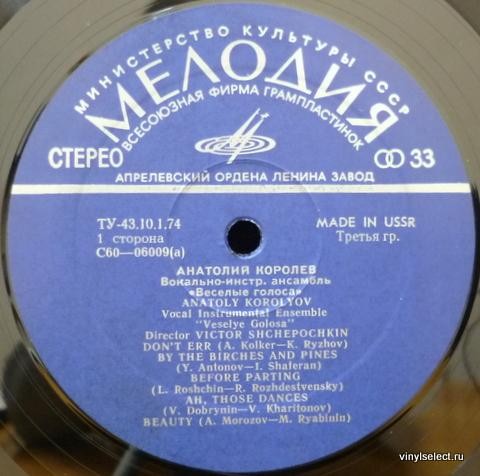 МИНИСТЕРСТВО КУЛЬТУРЫ СССР
МЕЛОДИЯ
ВСЕСОЮЗНАЯ ФИРМА ГРАМПЛАСТИНОК
СТЕРЕО 33
АПРЕЛЕВСКИЙ ОРДЕНА ЛЕНИНА ЗАВОД
ТУ-43.10.1.74 MADE IN USSR
1 сторона Третья гр.
С60—06009(а)
АНАТОЛИЙ КОРОЛЕВ
Вокально-инстр. ансамбль
«Веселые голоса»
ANATOLY KOROLYOV
Vocal Instrumental Ensemble
"Veselye Golosa"
Director VICTOR SHCHEPOCHKIN
DON'T ERR (A. Kolker—K. Ryzhov)
BY THE BIRCHES AND PINES
(Y. Antonov—I. Shaferan)
BEFORE PARTING
(L. Roshchin—R. Rozhdestvensky)
AH, THOSE DANCES
(V. Dobrynin—V. Kharitonov)
BEAUTY (A. Morozov—M. Ryabinin)
vinylselect.ru